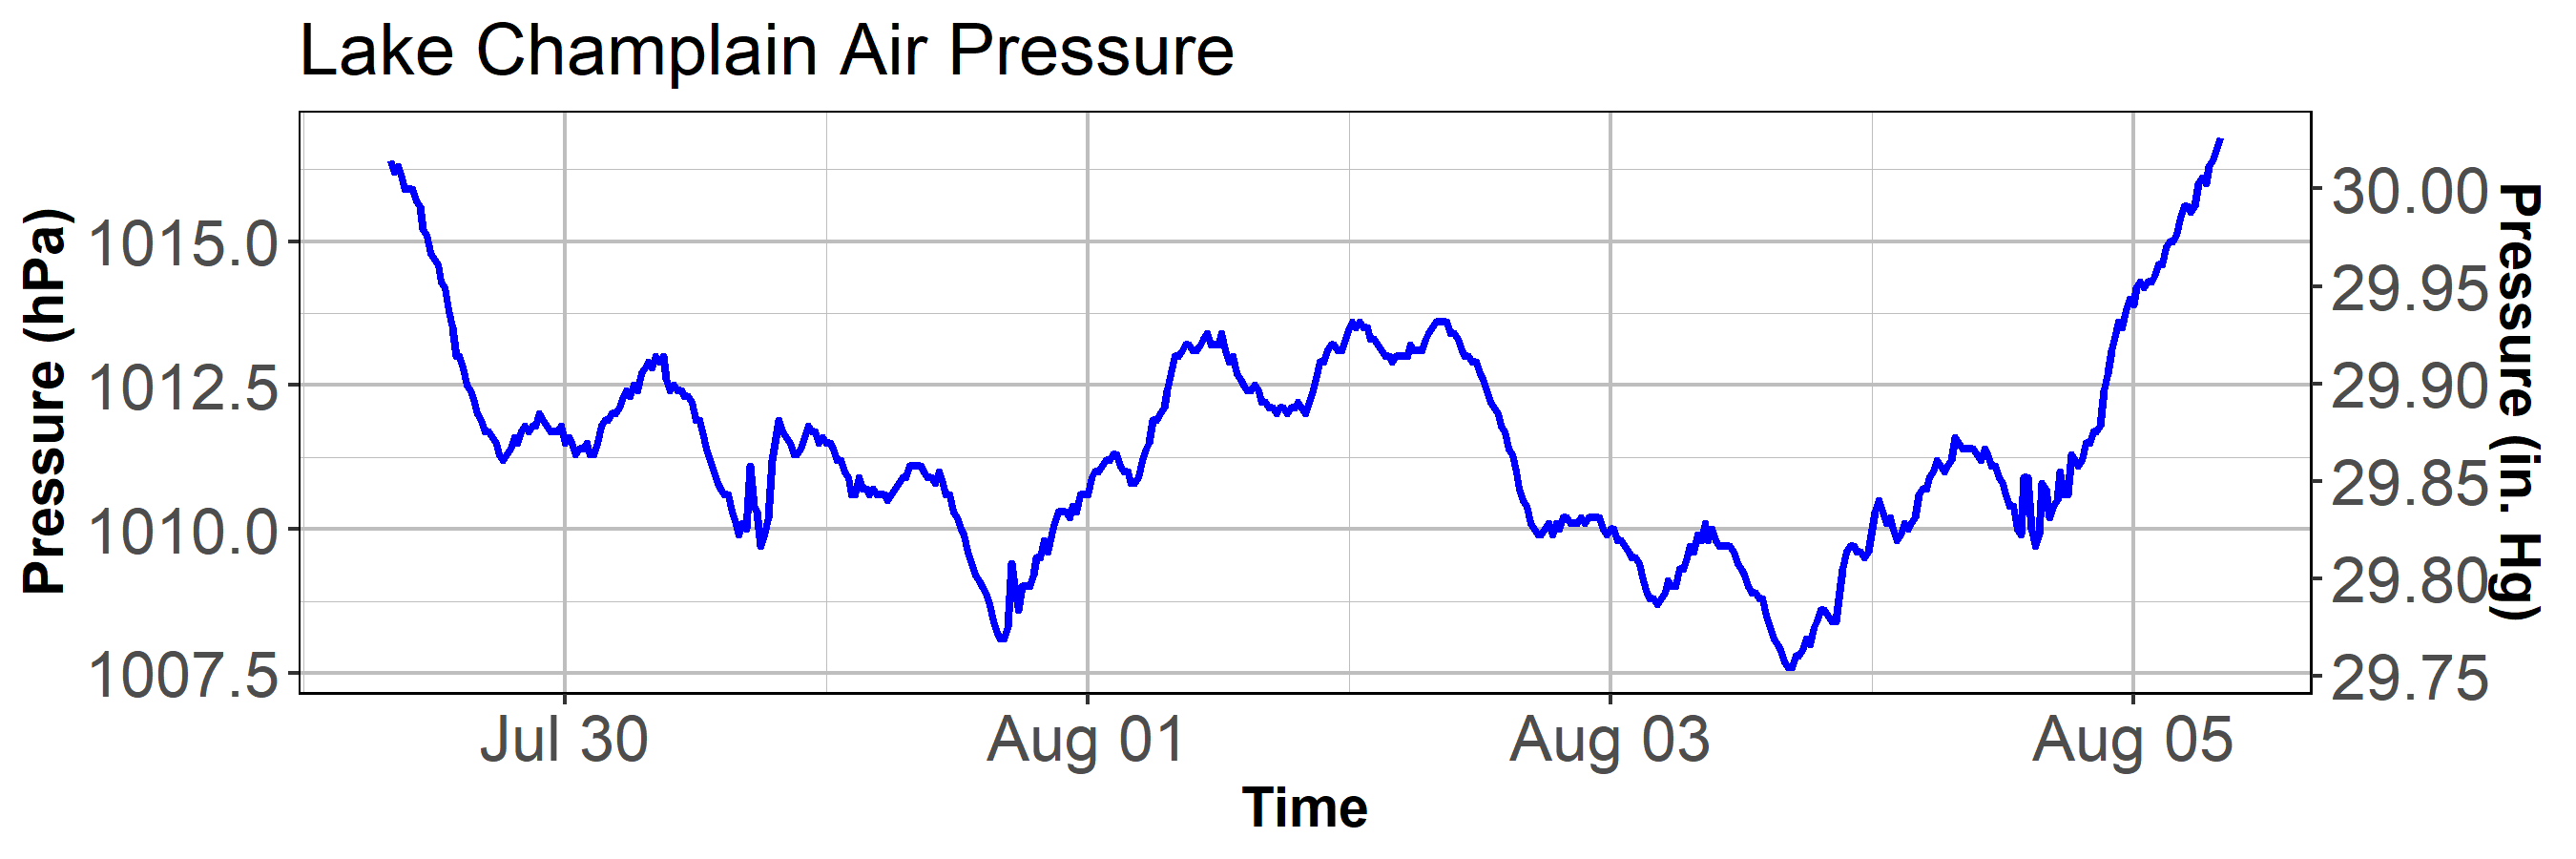 Lake Champlain Air Pressure
Pressure (hPa)
1015.0
1012.5
1010.0
1007.5
30.00
29.95
29.90
29.85
29.80
29.75
Pressure (in. Hg)
Jul 30 Aug 01 Aug 03 Aug 05
Time